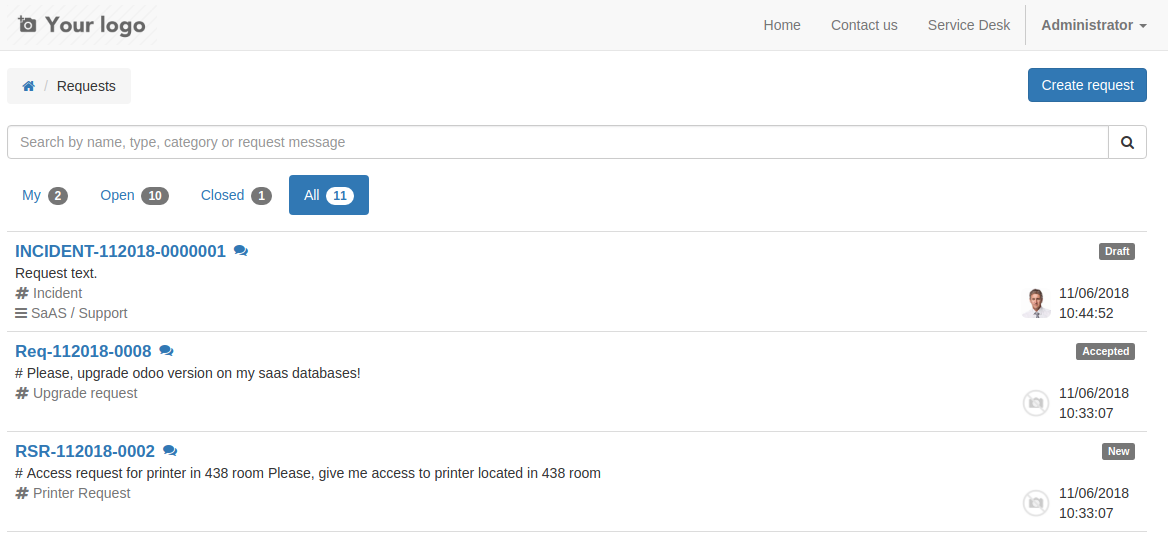 Your logo
Home Contact us Service Desk Administrator
/ Requests
Create request
Search by name, type, category or request message
My 2 Open 10 Closed 1 All 11
INCIDENT-112018-0000001
Draft
Request text.
# Incident
11/06/2018
SaAS / Support
10:44:52
Req-112018-0008
Accepted
# Please, upgrade odoo version on my saas databases!
# Upgrade request
11/06/2018
10:33:07
RSR-112018-0002
New
# Access request for printer in 438 room Please, give me access to printer located in 438 room
# Printer Request
11/06/2018
10:33:07